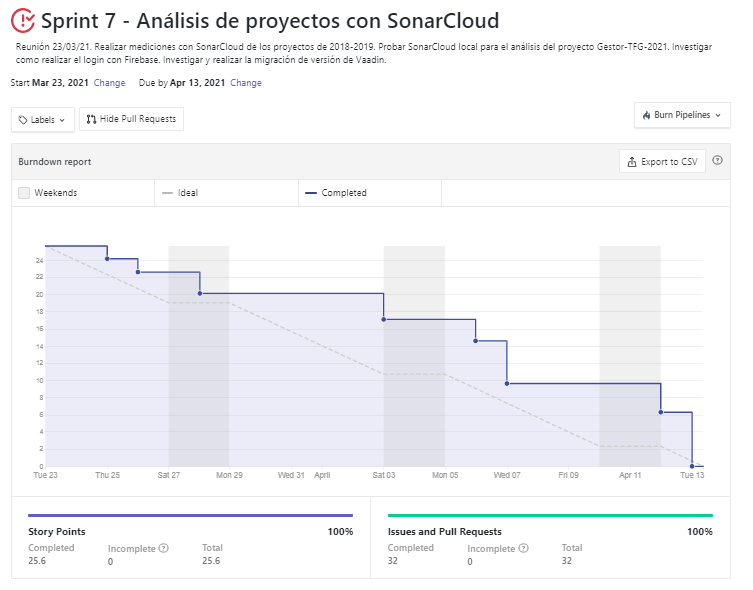 Sprint 7 - Análisis de proyectos con SonarCloud
Reunión 23/03/21. Realizar mediciones con SonarCloud de los proyectos de 2018-2019. Probar SonarCloud local para el análisis del proyecto Gestor-TFG-2021. Investigar
como realizar el login con Firebase. Investigar y realizar la migración de versión de Vaadin.
Start Mar 23, 2021 Change Due by Apr 13, 2021 Change
Labels Hide Pull Requests Burn Pipelines
Burndown report Export to CSV
Weekends Ideal Completed
24
22
20
18
16
14
12
10
8
6
4
2
0
Tue 23 Thu 25 Sat 27 Mon 29 Wed 31 April Sat 03 Mon 05 Wed 07 Fri 09 Apr 11 Tue 13
Story Points 100% Issues and Pull Requests 100%
Completed Incomplete Total Completed Incomplete Total
25.6 0 25.6 32 0 32